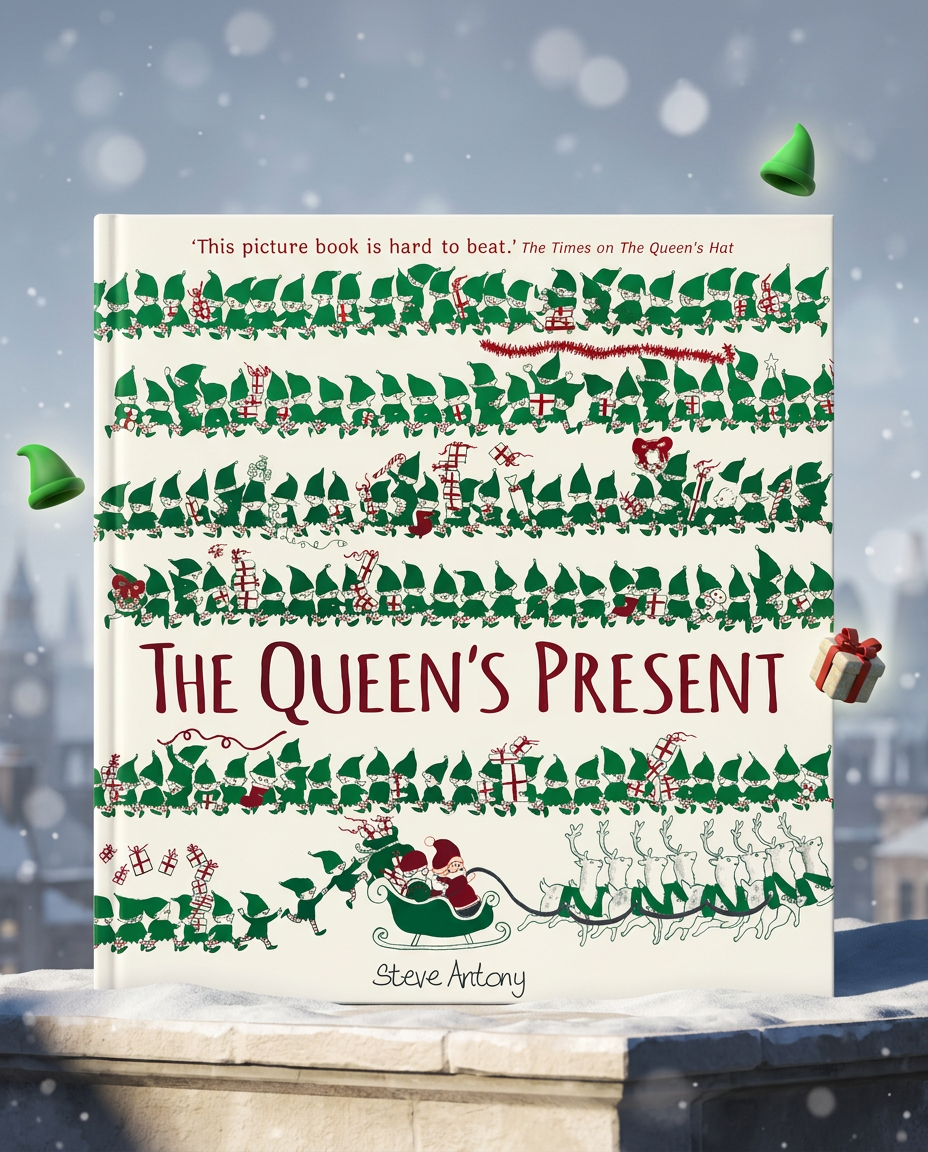 ‘This picture book is hard to beat.’ The Times on The Queen's Hat
THE QUEEN'S PRESENT
Steve Antony